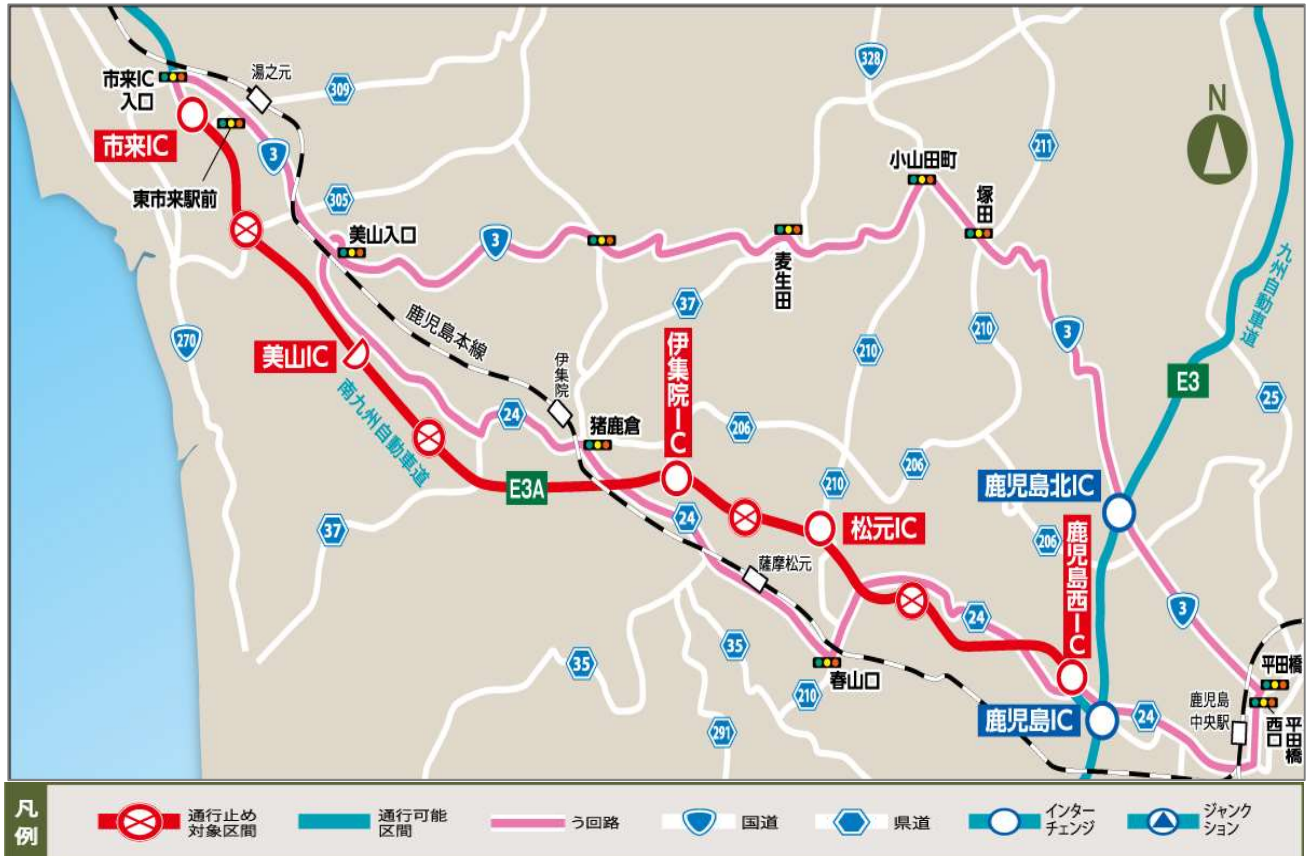 市来IC
入口
湯之元
309
328
N
市来IC
3
211
小山田町
東市来駅前
305
塚田
美山入口
3
麦生田
九州自動車道
37
鹿児島本線
270
美山IC
伊集院IC
210
210
3
E3
伊集院
南九州自動車道
24
猪鹿倉
206
25
206
鹿児島北IC
E3A
210
松元IC
24
206
鹿児島西IC
37
薩摩松元
24
3
35
35
春山口
210
平田橋
鹿児島
中央駅
鹿児島IC
24
平田橋
西口
291
凡例
通行止め
対象区間
通行可能
区間
う回路
国道
県道
インター
チェンジ
ジャンク
ション